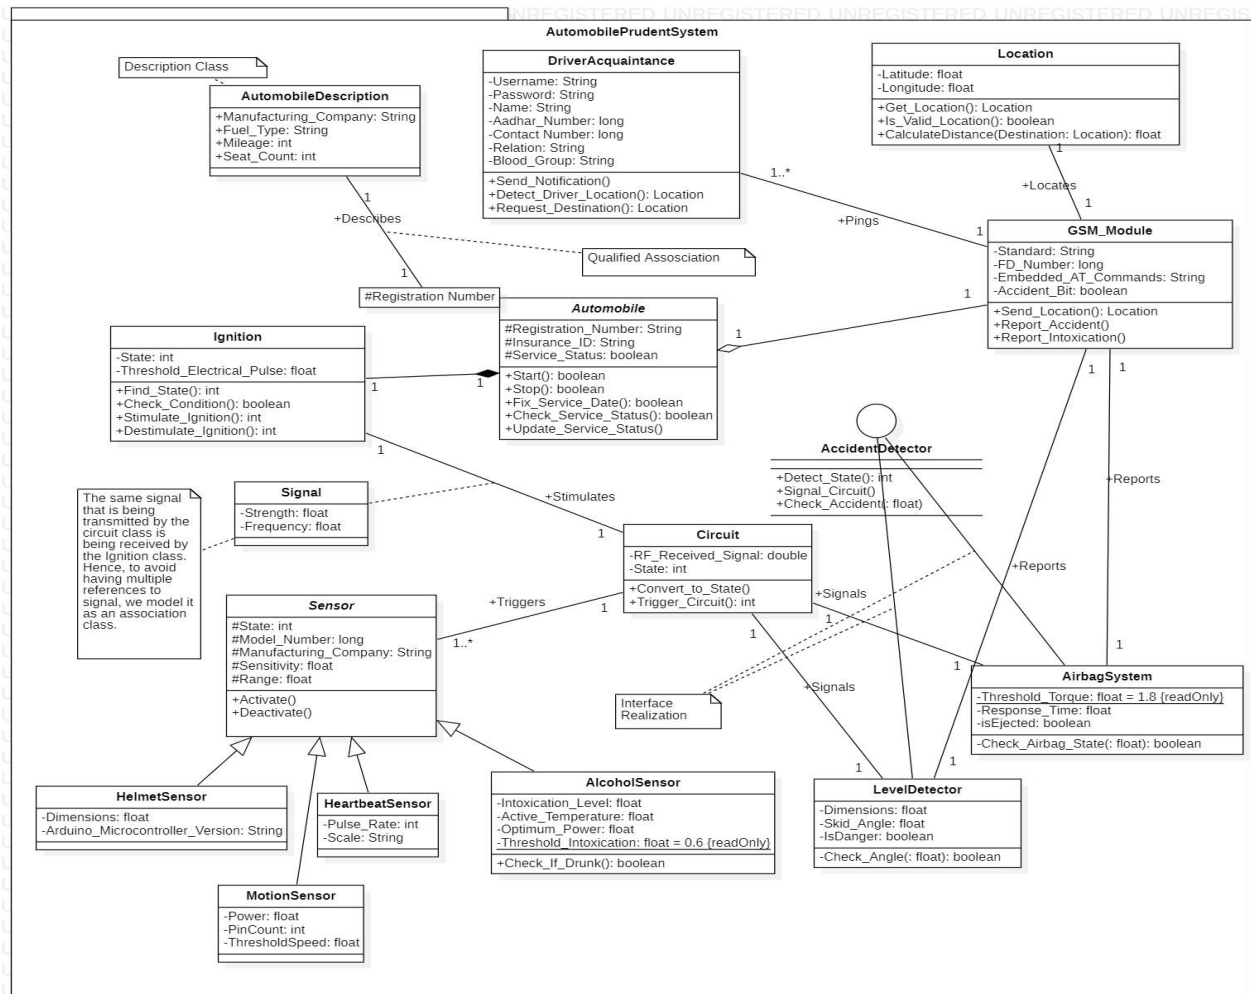 UNREGISTERED UNREGISTERED UNREGISTERED UNREGISTERED UNREGIS
AutomobilePrudentSystem
Description Class
AutomobileDescription
+Manufacturing_Company: String
+Fuel_Type: String
+Mileage: int
+Seat_Count: int
DriverAcquaintance
-Username: String
-Password: String
-Name: String
-Aadhar_Number: long
-Contact Number: long
-Relation: String
-Blood_Group: String
+Send_Notification()
+Detect_Driver_Location(): Location
+Request_Destination(): Location
Location
-Latitude: float
-Longitude: float
+Get_Location(): Location
+Is_Valid_Location(): boolean
+CalculateDistance(Destination: Location): float
1
+Locates
1
1..*
+Pings
1
1
+Describes
1
Qualified Assosciation
#Registration Number
GSM_Module
-Standard: String
-FD_Number: long
-Embedded_AT_Commands: String
-Accident_Bit: boolean
+Send_Location(): Location
+Report_Accident()
+Report_Intoxication()
Automobile
#Registration_Number: String
#Insurance_ID: String
#Service_Status: boolean
+Start(): boolean
+Stop(): boolean
+Fix_Service_Date(): boolean
+Check_Service_Status(): boolean
+Update_Service_Status()
1
1
Ignition
-State: int
-Threshold_Electrical_Pulse: float
+Find_State(): int
+Check_Condition(): boolean
+Stimulate_Ignition(): int
+Destimulate_Ignition(): int
1
1
1
+Stimulates
1
1
1
AccidentDetector
+Detect_State(): int
+Signal_Circuit()
+Check_Accident(: float)
+Reports
+Reports
The same signal
that is being
transmitted by the
circuit class is
being received by
the Ignition class.
Hence, to avoid
having multiple
references to
signal, we model it
as an association
class.
Signal
-Strength: float
-Frequency: float
Circuit
-RF_Received_Signal: double
-State: int
+Convert_to_State()
+Trigger_Circuit(): int
+Triggers
1
1..*
+Signals
1
1
1
1
+Signals
1
1
Sensor
#State: int
#Model_Number: long
#Manufacturing_Company: String
#Sensitivity: float
#Range: float
+Activate()
+Deactivate()
Interface
Realization
AirbagSystem
-Threshold_Torque: float = 1.8 {readOnly}
-Response_Time: float
-isEjected: boolean
-Check_Airbag_State(: float): boolean
HelmetSensor
-Dimensions: float
-Arduino_Microcontroller_Version: String
HeartbeatSensor
-Pulse_Rate: int
-Scale: String
AlcoholSensor
-Intoxication_Level: float
-Active_Temperature: float
-Optimum_Power: float
-Threshold_Intoxication: float = 0.6 {readOnly}
+Check_If_Drunk(): boolean
LevelDetector
-Dimensions: float
-Skid_Angle: float
-IsDanger: boolean
-Check_Angle(: float): boolean
MotionSensor
-Power: float
-PinCount: int
-ThresholdSpeed: float